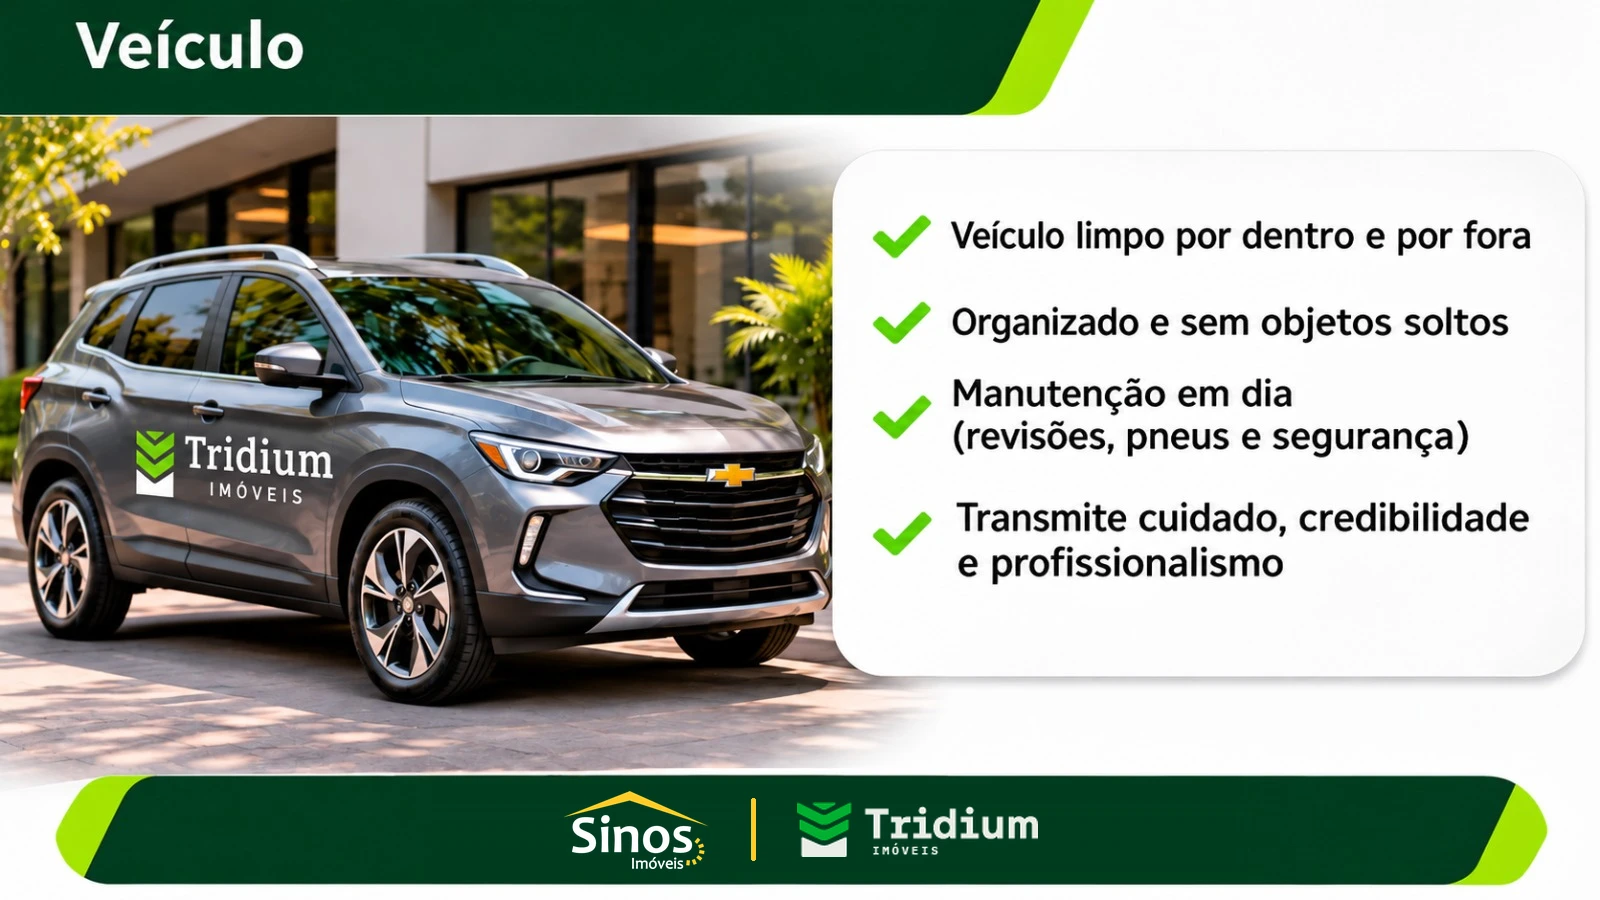 Veículo
Veículo limpo por dentro e por fora
Organizado e sem objetos soltos
Manutenção em dia
(revisões, pneus e segurança)
Transmite cuidado, credibilidade
e profissionalismo
Tridium
IMÓVEIS
Sinos
Imóveis
Tridium
IMÓVEIS